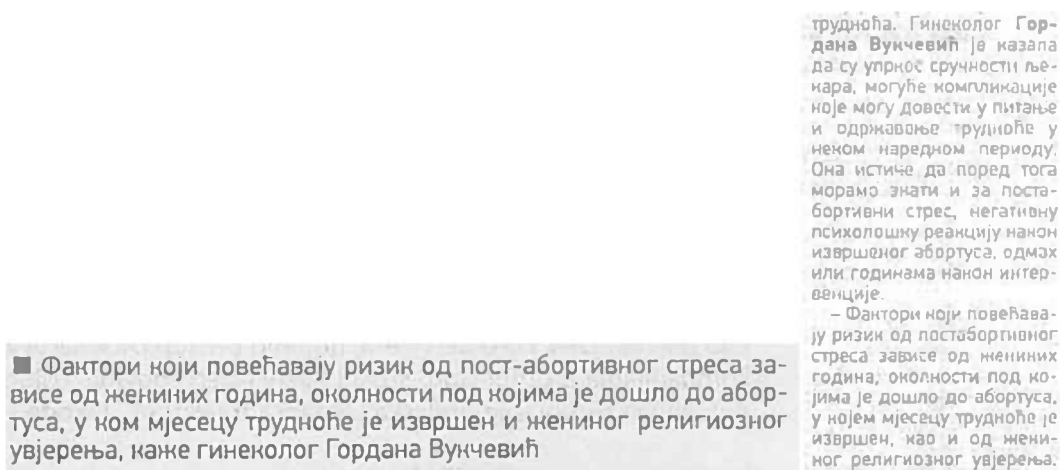 ■ Фактори који повећавају ризик од пост-абортивног стреса за-
висе од жениних година, околности под којима је дошло до абор-
туса, у ком мјесецу трудноће је извршен и жениног религиозног
увјерења, каже гинеколог Гордана Вукчевић
трудноћа. Гинеколог Гор-
дана Вукчевић је казала
да су упркос сручности ље-
кара, могуће компликације
које могу довести у питање
и одржавање трудноће у
неком наредном периоду.
Она истиче да поред тога
морамо знати и за поста-
бортивни стрес, негативну
психолошку реакцију након
извршеног абортуса, одмах
или годинама након интер-
венције.
– Фактори који повећава-
ју ризик од постабортивног
стреса зависе од жениних
година, околности под ко-
јима је дошло до абортуса,
у којем мјесецу трудноће је
извршен, као и од жени-
ног религиозног увјерења.